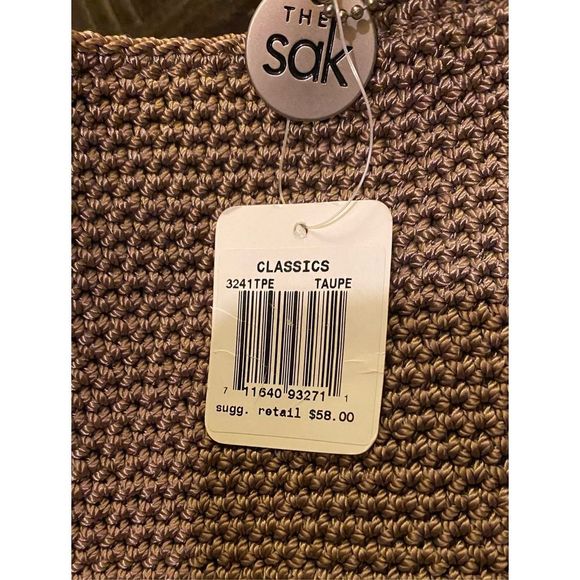 THE
sak
CLASSICS
3241TPE TAUPE
7 11640 93271 1
sugg. retail $58.00